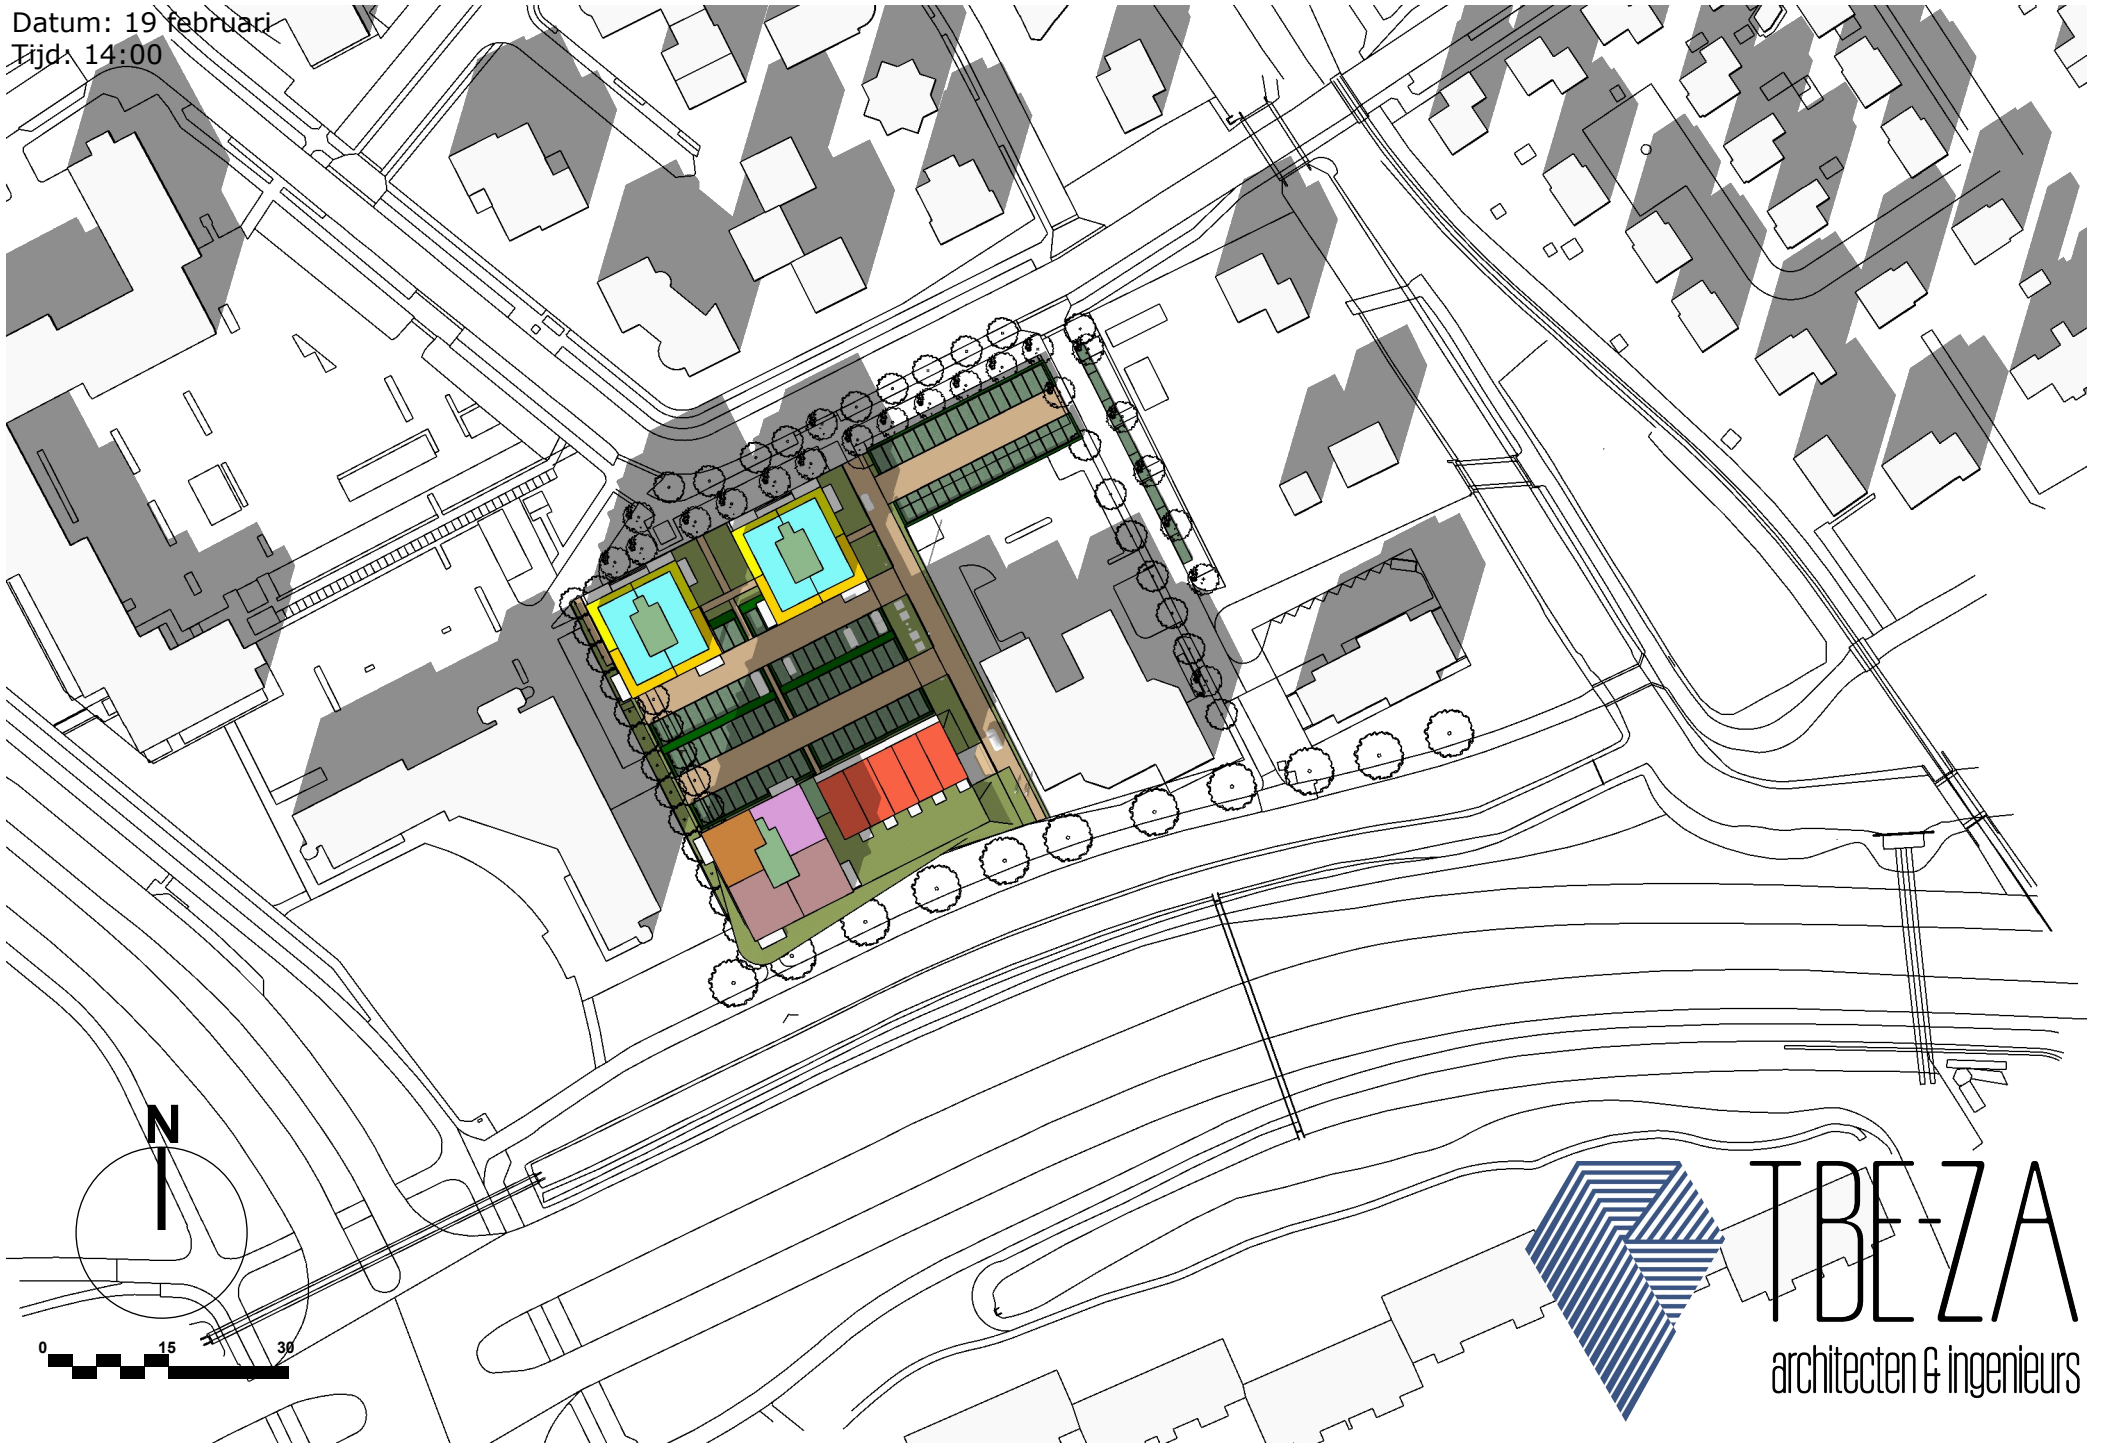 Datum: 19 februari
Tijd: 14:00
N
0 15 30
TBE-ZA
architecten & ingenieurs